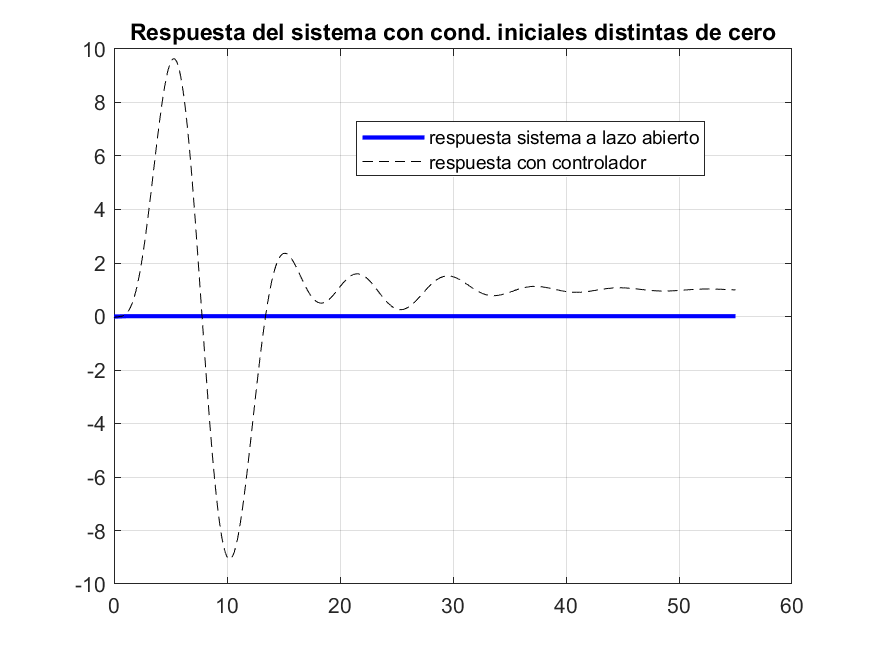 Respuesta del sistema con cond. iniciales distintas de cero
10
8
6
4
2
0
-2
-4
-6
-8
-10
respuesta sistema a lazo abierto
respuesta con controlador
0 10 20 30 40 50 60